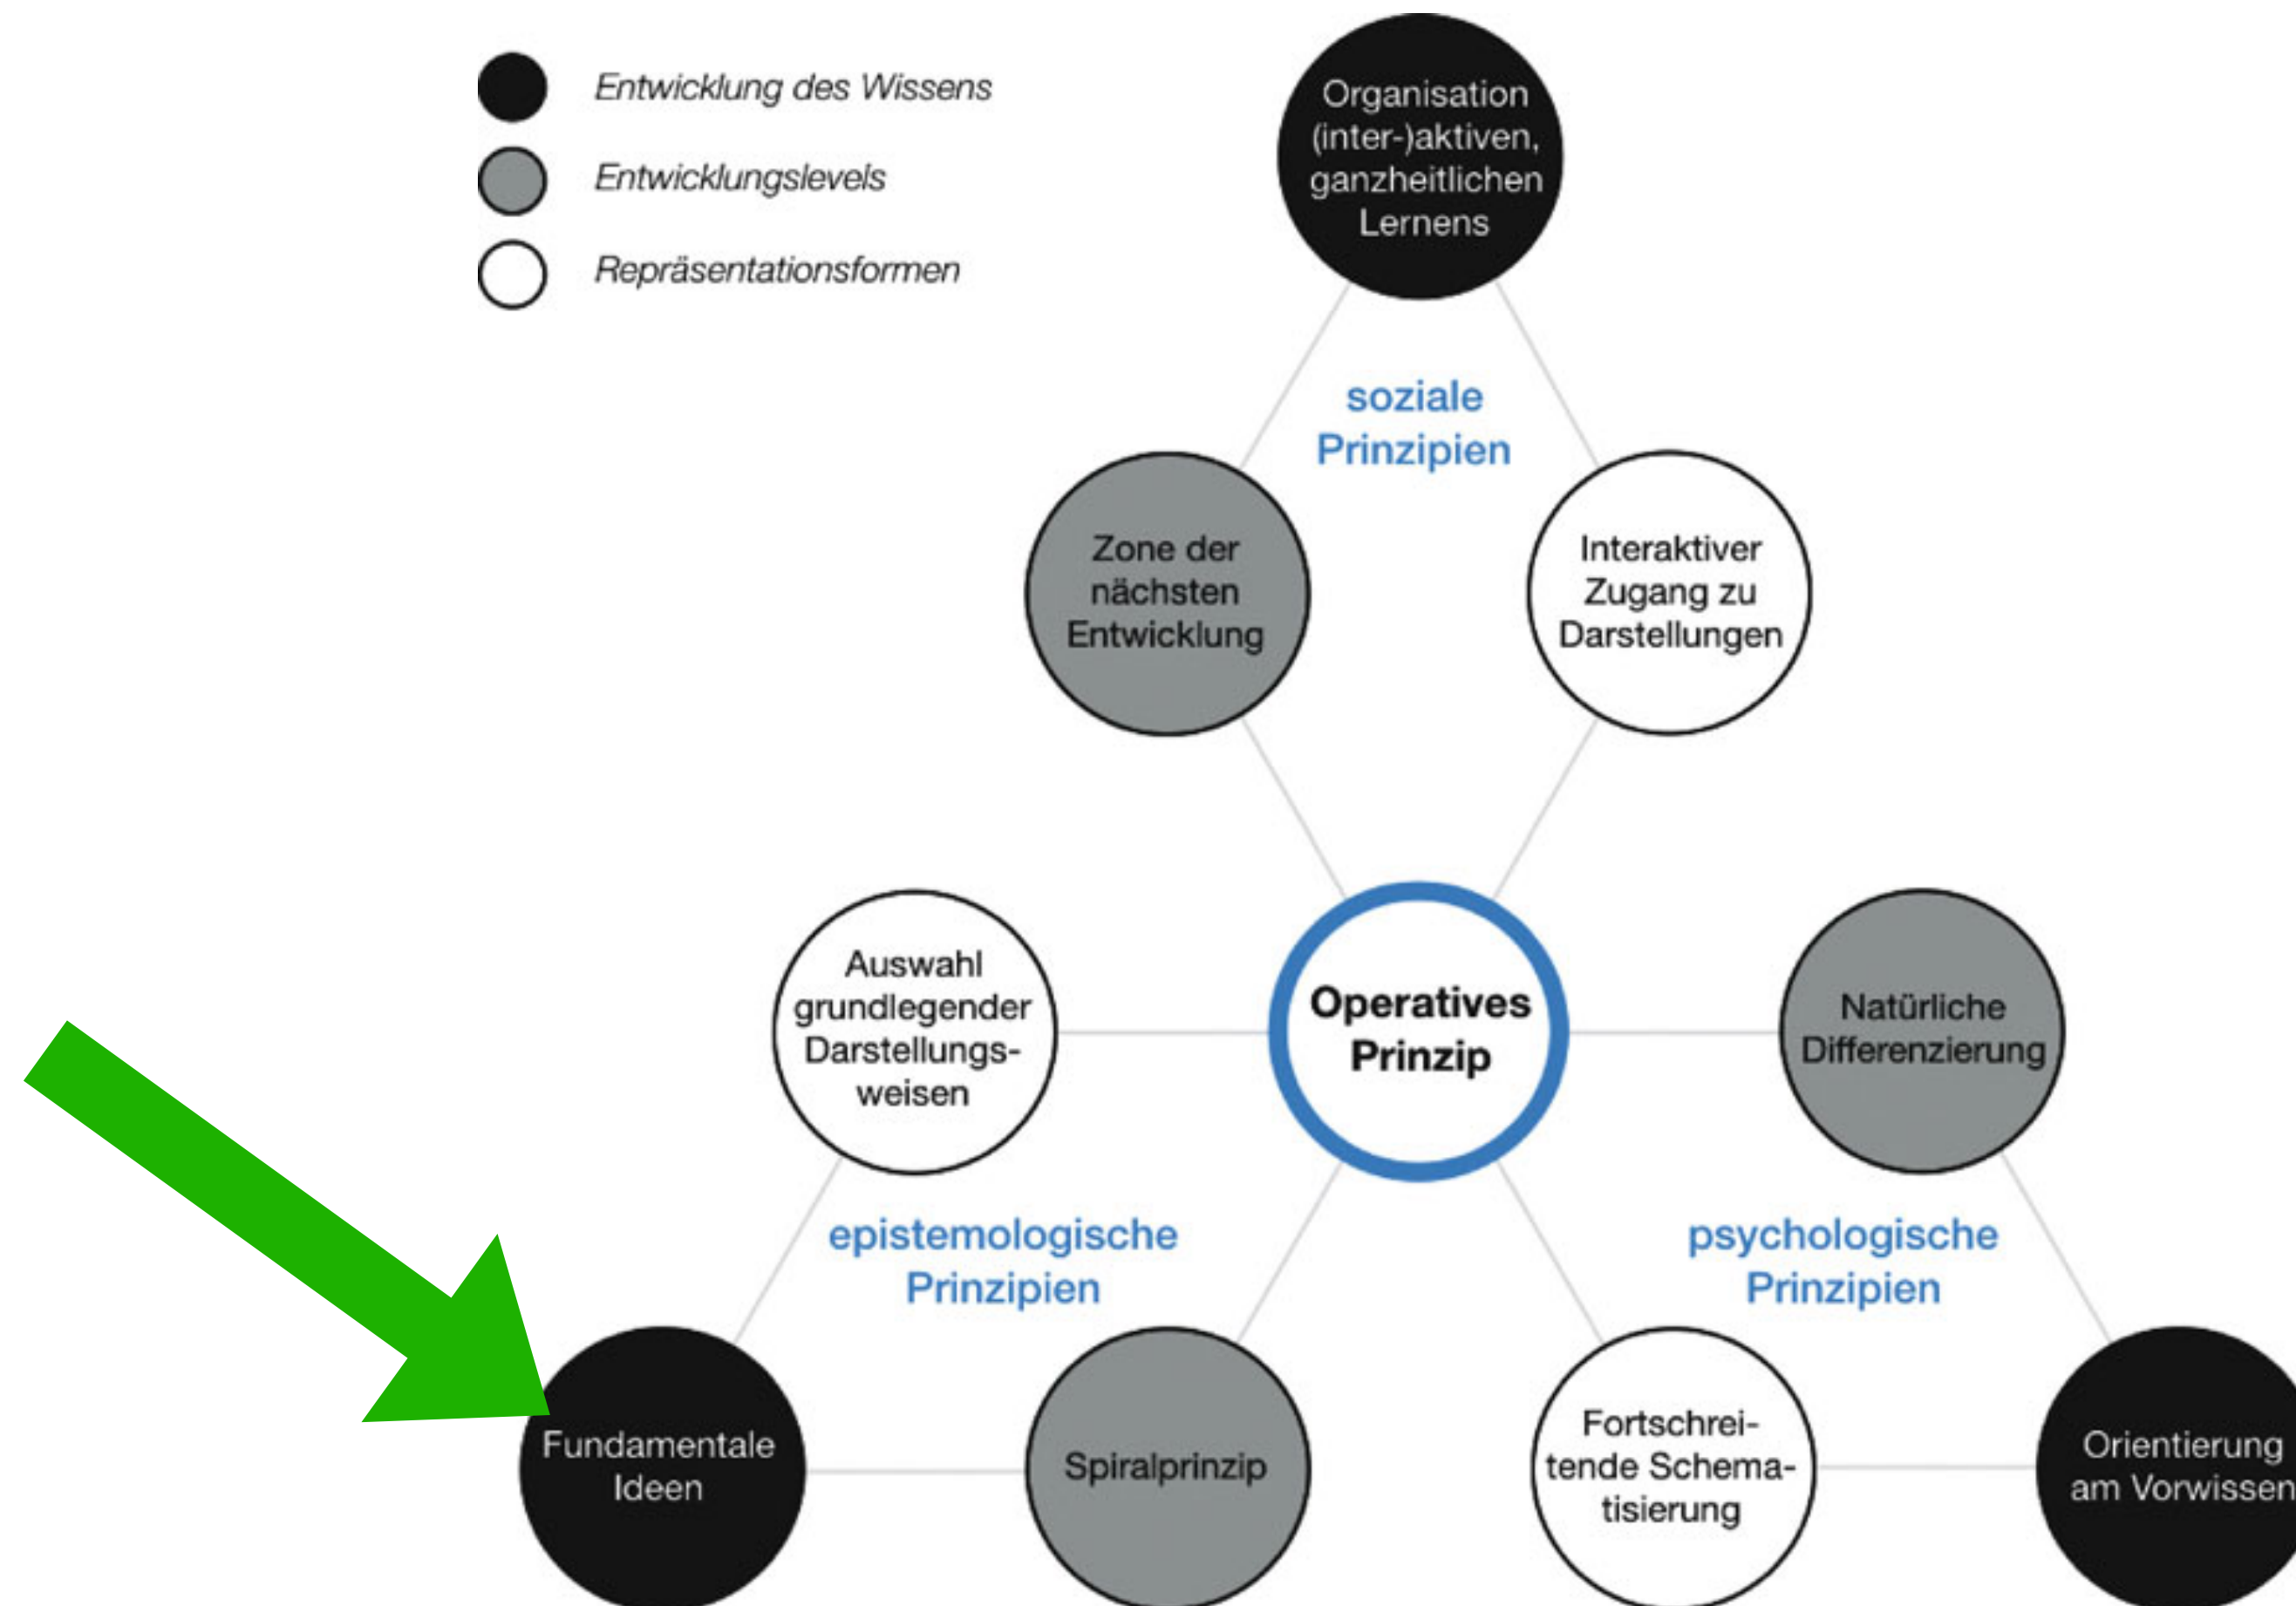 Entwicklung des Wissens
Entwicklungslevels
Repräsentationsformen
Organisation
(inter-)aktiven,
ganzheitlichen
Lernens
soziale
Prinzipien
Zone der
nächsten
Entwicklung
Interaktiver
Zugang zu
Darstellungen
Auswahl
grundlegender
Darstellungs-
weisen
Operatives
Prinzip
Natürliche
Differenzierung
epistemologische
Prinzipien
psychologische
Prinzipien
Fundamentale
Ideen
Spiralprinzip
Fortschrei-
tende Schema-
tisierung
Orientierung
am Vorwissen